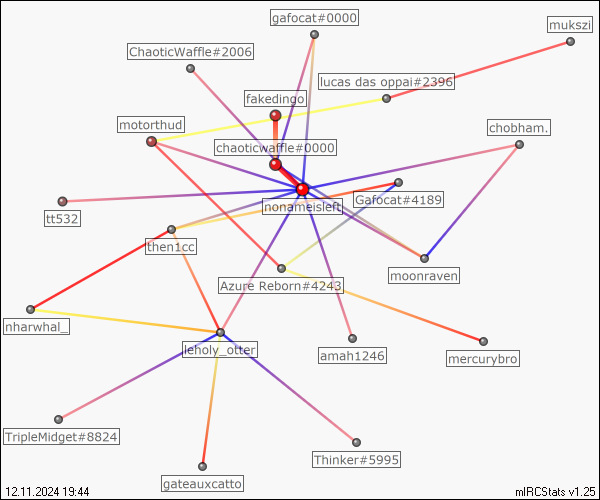 gafocat#0000
mukszi
ChaoticWaffle#2006
lucas das oppai#2396
fakedingo
motorthud
chobham.
chaoticwaffle#0000
Gafocat#4189
nonameisleft
tt532
then1cc
moonraven
Azure Reborn#4243
nharwhal_
leholy_otter
amah1246
mercurybro
TripleMidget#8824
Thinker#5995
gateauxcatto
12.11.2024 19:44
mIRCStats v1.25